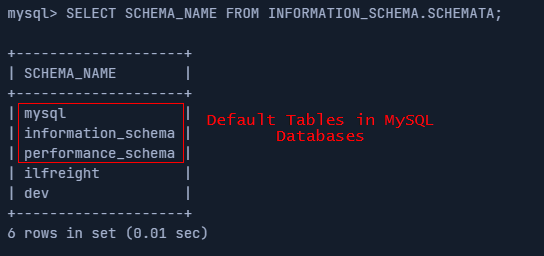 mysql> SELECT SCHEMA_NAME FROM INFORMATION_SCHEMA.SCHEMATA;
+--------------------+
| SCHEMA_NAME        |
+--------------------+
| mysql              |
| information_schema |
| performance_schema |
| ilfreight          |
| dev                |
+--------------------+
6 rows in set (0.01 sec)
Default Tables in MySQL
Databases